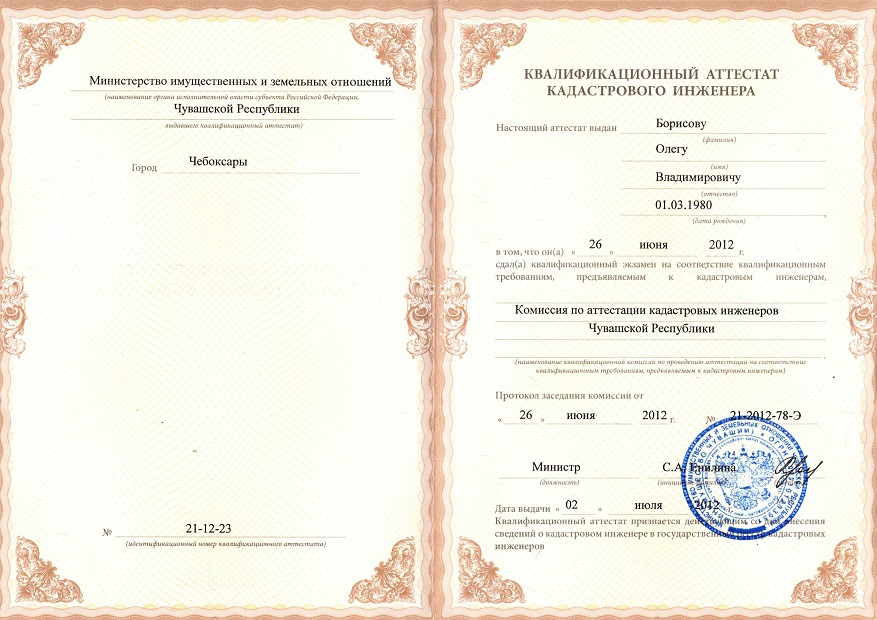 Министерство имущественных и земельных отношений
(наименование органа исполнительной власти субъекта Российской Федерации,
Чувашской Республики
выдавшего квалификационный аттестат)
Город Чебоксары
№ 21-12-23
(идентификационный номер квалификационного аттестата)
КВАЛИФИКАЦИОННЫЙ АТТЕСТАТ
КАДАСТРОВОГО ИНЖЕНЕРА
Настоящий аттестат выдан Борисову
(фамилия)
Олегу
(имя)
Владимировичу
(отчество)
01.03.1980
(дата рождения)
в том, что он(а) « 26 » июня 2012 г.
сдал(а) квалификационный экзамен на соответствие квалификационным
требованиям, предъявляемым к кадастровым инженерам,
Комиссия по аттестации кадастровых инженеров
Чувашской Республики
(наименование квалификационной комиссии по проведению аттестации на соответствие
квалификационным требованиям, предъявляемым к кадастровым инженерам)
Протокол заседания комиссии от
« 26 » июня 2012 г. № 21-2012-78-Э
Министр С.А. Енилина
(должность) (инициалы, фамилия)
Дата выдачи « 02 » июля 2012 г.
Квалификационный аттестат признается действующим со дня внесения
сведений о кадастровом инженере в государственный реестр кадастровых
инженеров